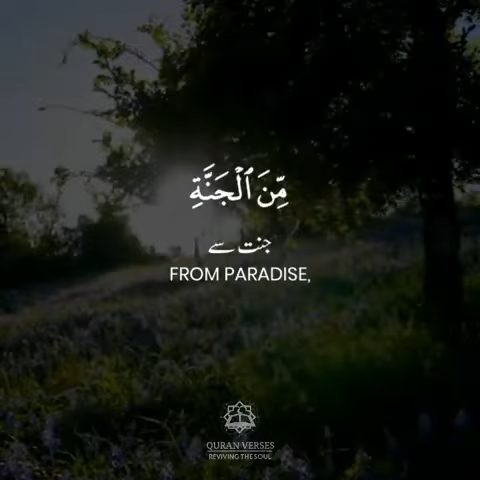 مِّنَ ٱلْجَنَّةِ
جنت سے
FROM PARADISE,
QURAN VERSES
REVIVING THE SOUL